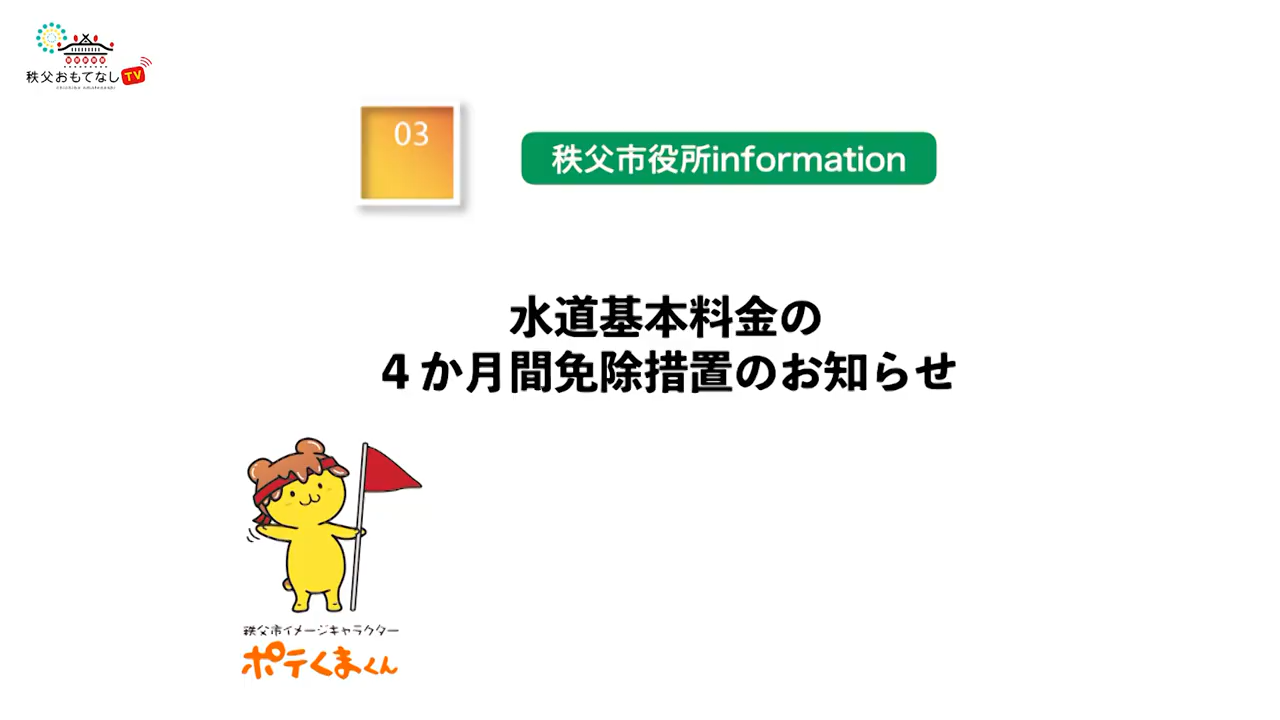 秩父おもてなしTV
03
秩父市役所information
水道基本料金の
４か月間免除措置のお知らせ
秩父市イメージキャラクター
ポテくまくん